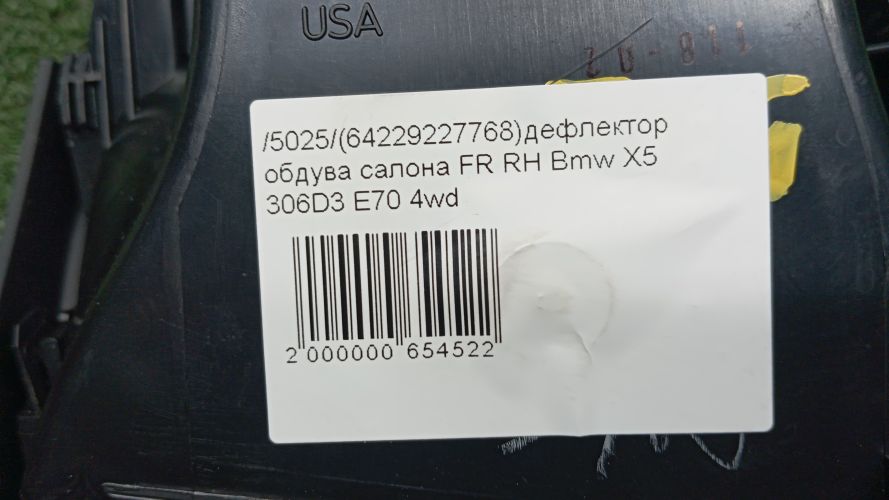 USA
/5025/(64229227768)дефлектор
обдува салона FR RH Bmw X5
306D3 E70 4wd
2 000000 654522